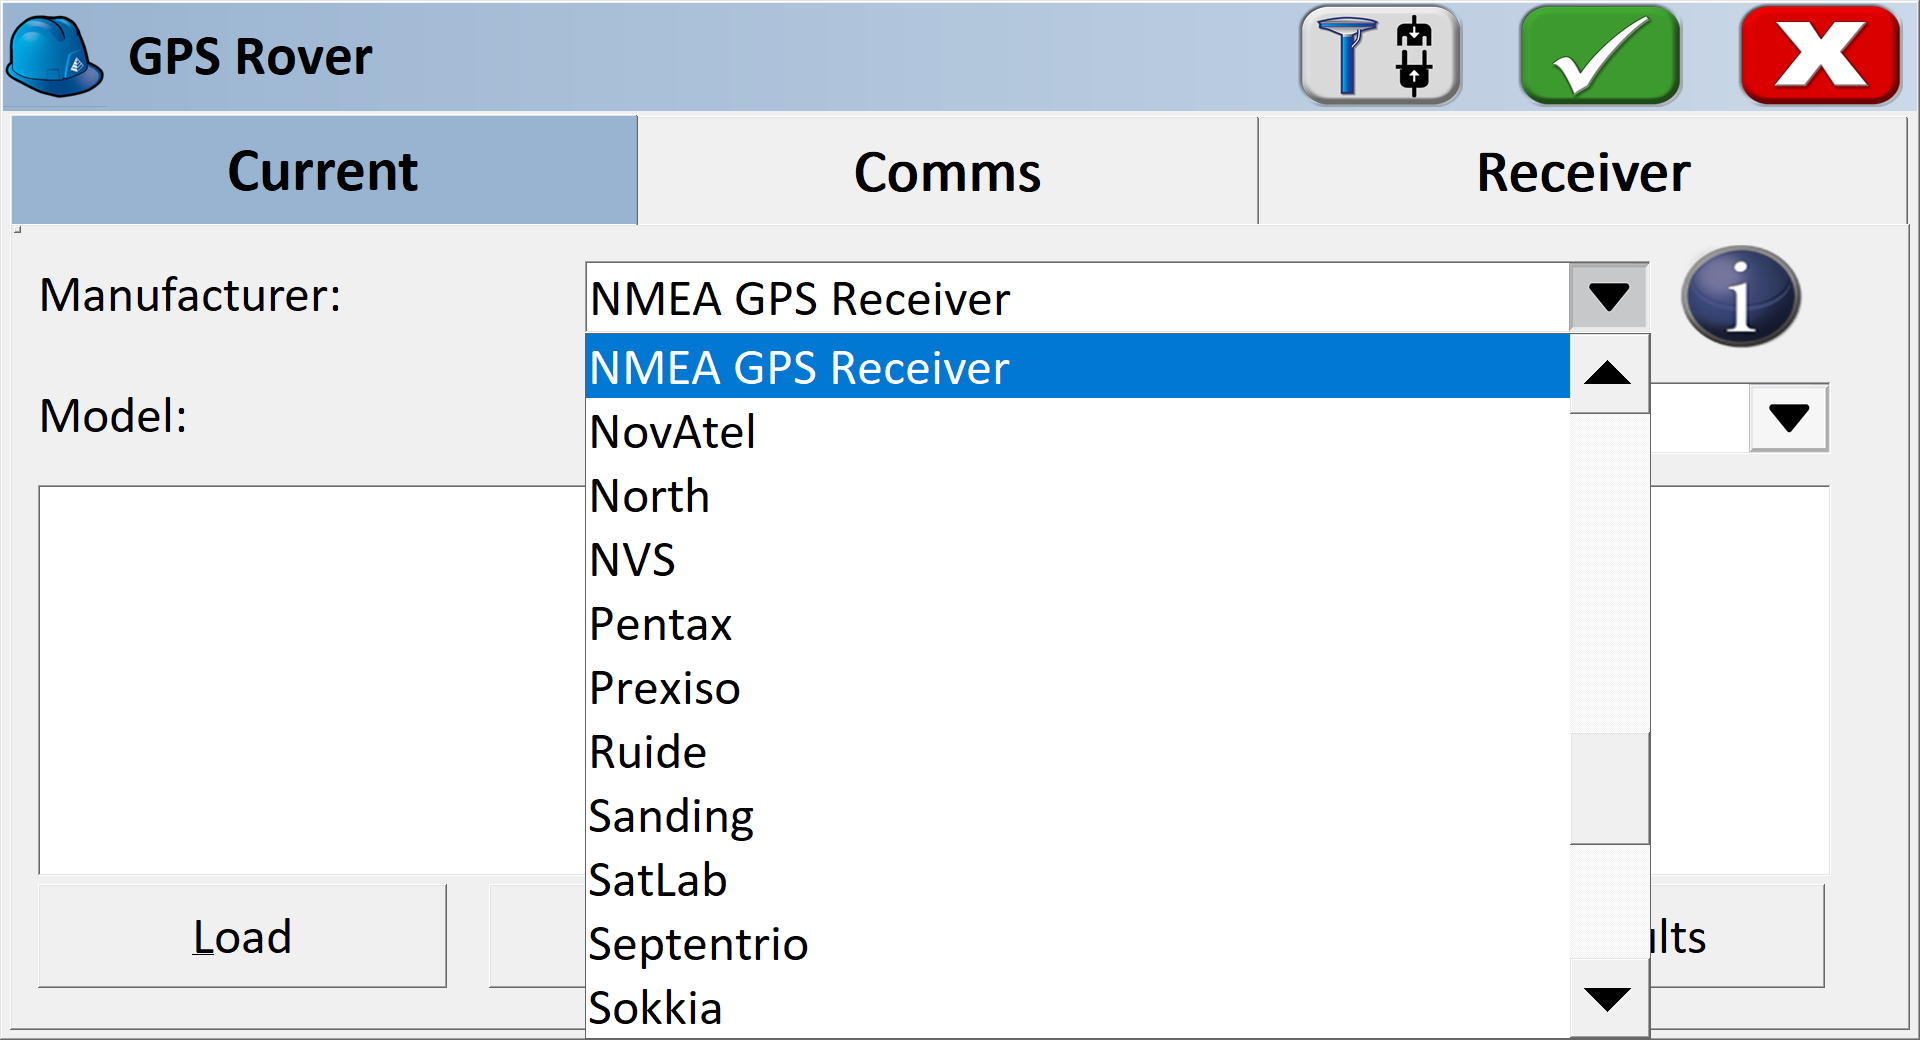 GPS Rover
Current Comms Receiver
Manufacturer: NMEA GPS Receiver
NMEA GPS Receiver
Model:
NovAtel
North
NVS
Pentax
Prexiso
Ruide
Sanding
SatLab
Septentrio
Load
Sokkia